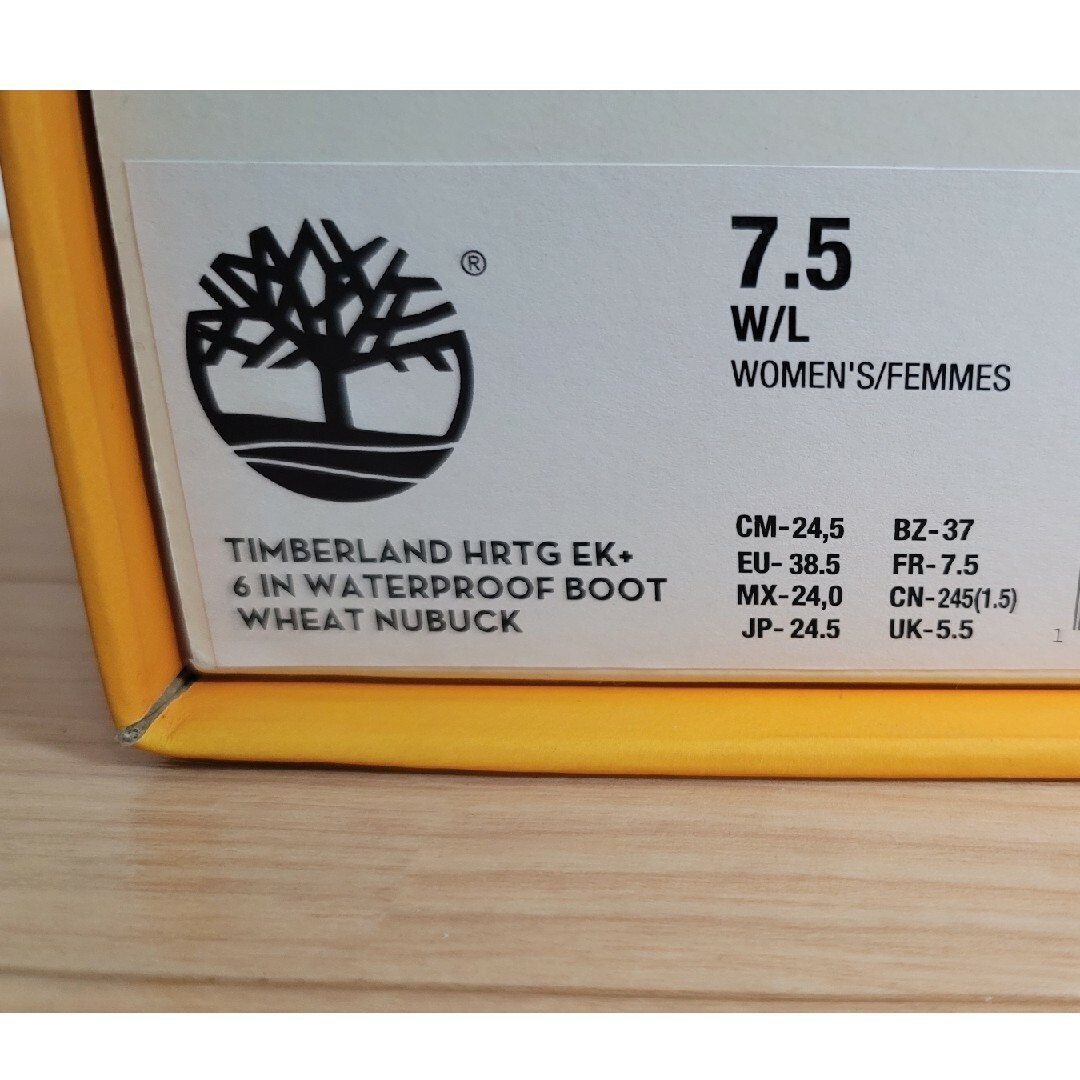 ®
7.5
W/L
WOMEN'S/FEMMES
TIMBERLAND HRTG EK+
6 IN WATERPROOF BOOT
WHEAT NUBUCK
CM-24,5 BZ-37
EU- 38.5 FR-7.5
MX-24,0 CN-245(1.5)
JP- 24.5 UK-5.5
1